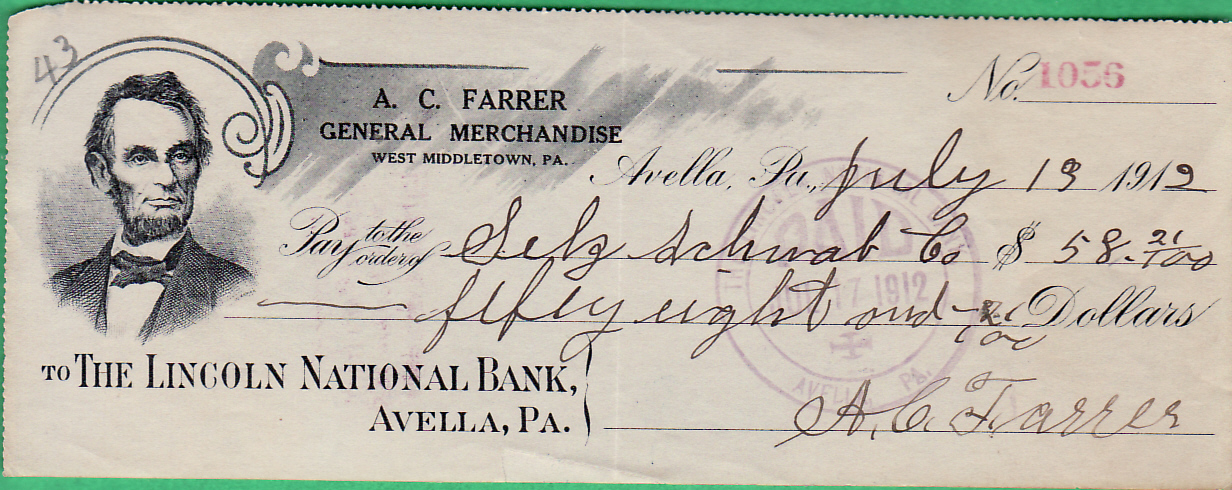 43
A. C. FARRER
GENERAL MERCHANDISE
WEST MIDDLETOWN, PA.
No. 1056
Avella, Pa., July 13 1912
Pay to the order of Selz Schwab Co $ 58. 21/100
fifty eight and 21/100 Dollars
PAID
17 1912
AVELLA, PA.
TO THE LINCOLN NATIONAL BANK,
AVELLA, PA.
A. C. Farrer